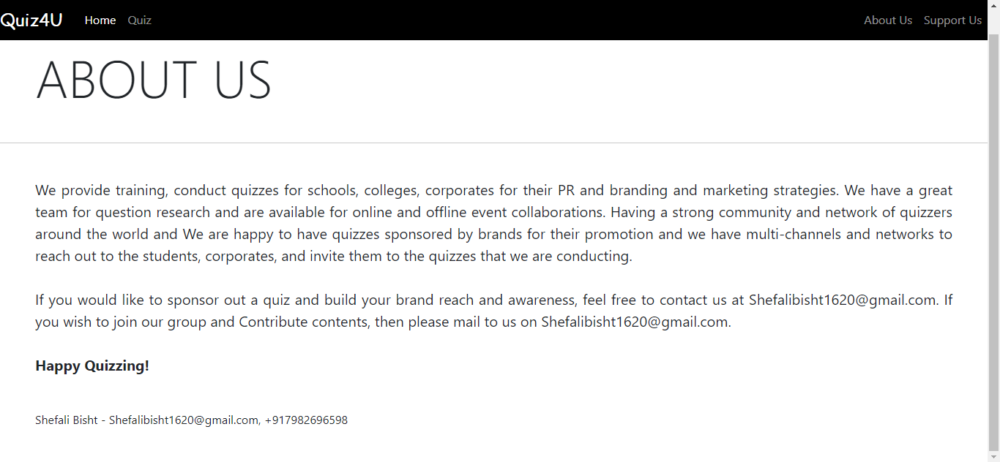 Quiz4U Home Quiz About Us Support Us
ABOUT US
We provide training, conduct quizzes for schools, colleges, corporates for their PR and branding and marketing strategies. We have a great
team for question research and are available for online and offline event collaborations. Having a strong community and network of quizzers
around the world and We are happy to have quizzes sponsored by brands for their promotion and we have multi-channels and networks to
reach out to the students, corporates, and invite them to the quizzes that we are conducting.
If you would like to sponsor out a quiz and build your brand reach and awareness, feel free to contact us at Shefalibisht1620@gmail.com. If
you wish to join our group and Contribute contents, then please mail to us on Shefalibisht1620@gmail.com.
Happy Quizzing!
Shefali Bisht - Shefalibisht1620@gmail.com, +917982696598